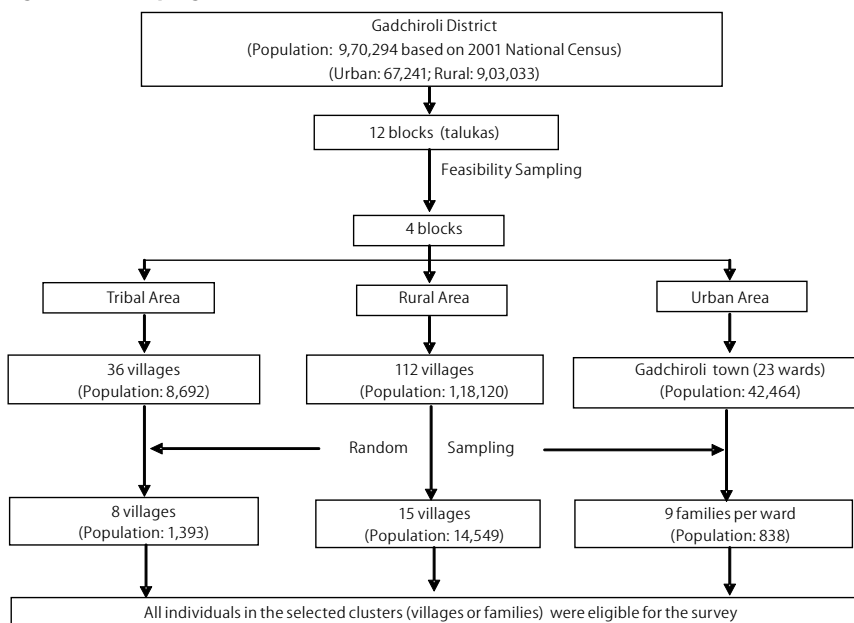 Gadchiroli District
(Population: 9,70,294 based on 2001 National Census)
(Urban: 67,241; Rural: 9,03,033)
12 blocks (talukas)
Feasibility Sampling
4 blocks
Tribal Area
Rural Area
Urban Area
36 villages
(Population: 8,692)
112 villages
(Population: 1,18,120)
Gadchiroli town (23 wards)
(Population: 42,464)
Random Sampling
8 villages
(Population: 1,393)
15 villages
(Population: 14,549)
9 families per ward
(Population: 838)
All individuals in the selected clusters (villages or families) were eligible for the survey